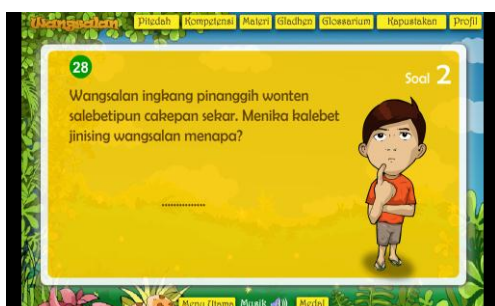 Wangsalan
Pitedah Kompetensi Materi Gladhen Glossarium Kapustakan Profil
28
Soal 2
Wangsalan ingkang pinanggih wonten
salebetipun cakepan sekar. Menika kalebet
jinising wangsalan menapa?
...............
Menu Utama Musik Medal